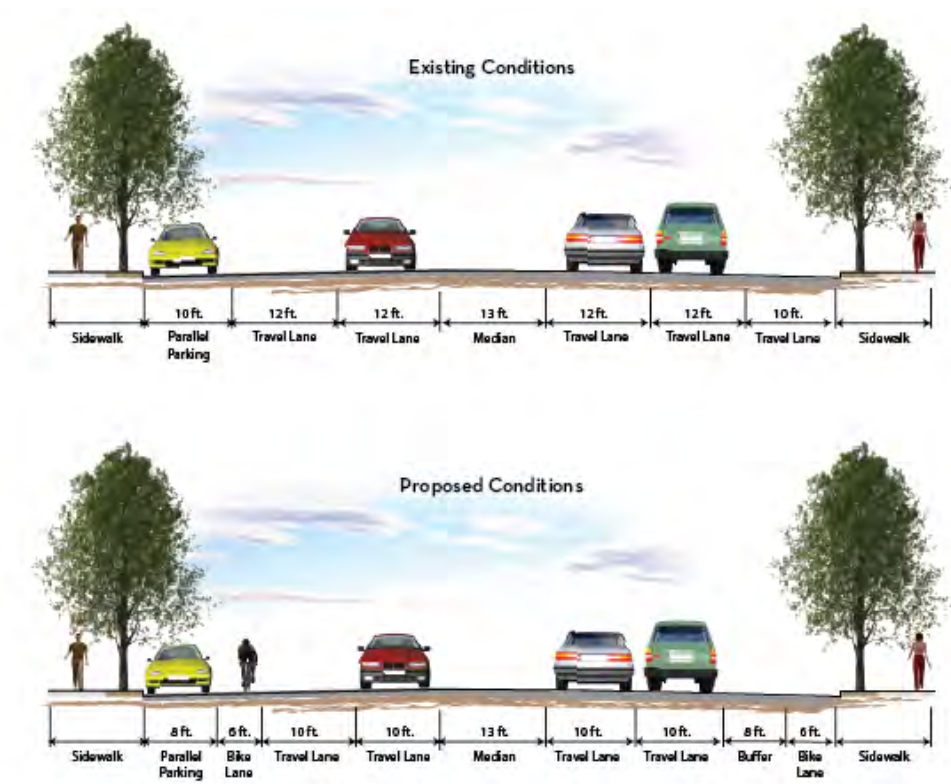 Existing Conditions
10 ft. 12 ft. 12 ft. 13 ft. 12 ft. 12 ft. 10 ft.
Sidewalk Parallel Travel Lane Travel Lane Median Travel Lane Travel Lane Travel Lane Sidewalk
Parking
Proposed Conditions
8 ft. 6 ft. 10 ft. 10 ft. 13 ft. 10 ft. 10 ft. 8 ft. 6 ft.
Sidewalk Parallel Bike Travel Lane Travel Lane Median Travel Lane Travel Lane Buffer Bike Sidewalk
Parking Lane Lane